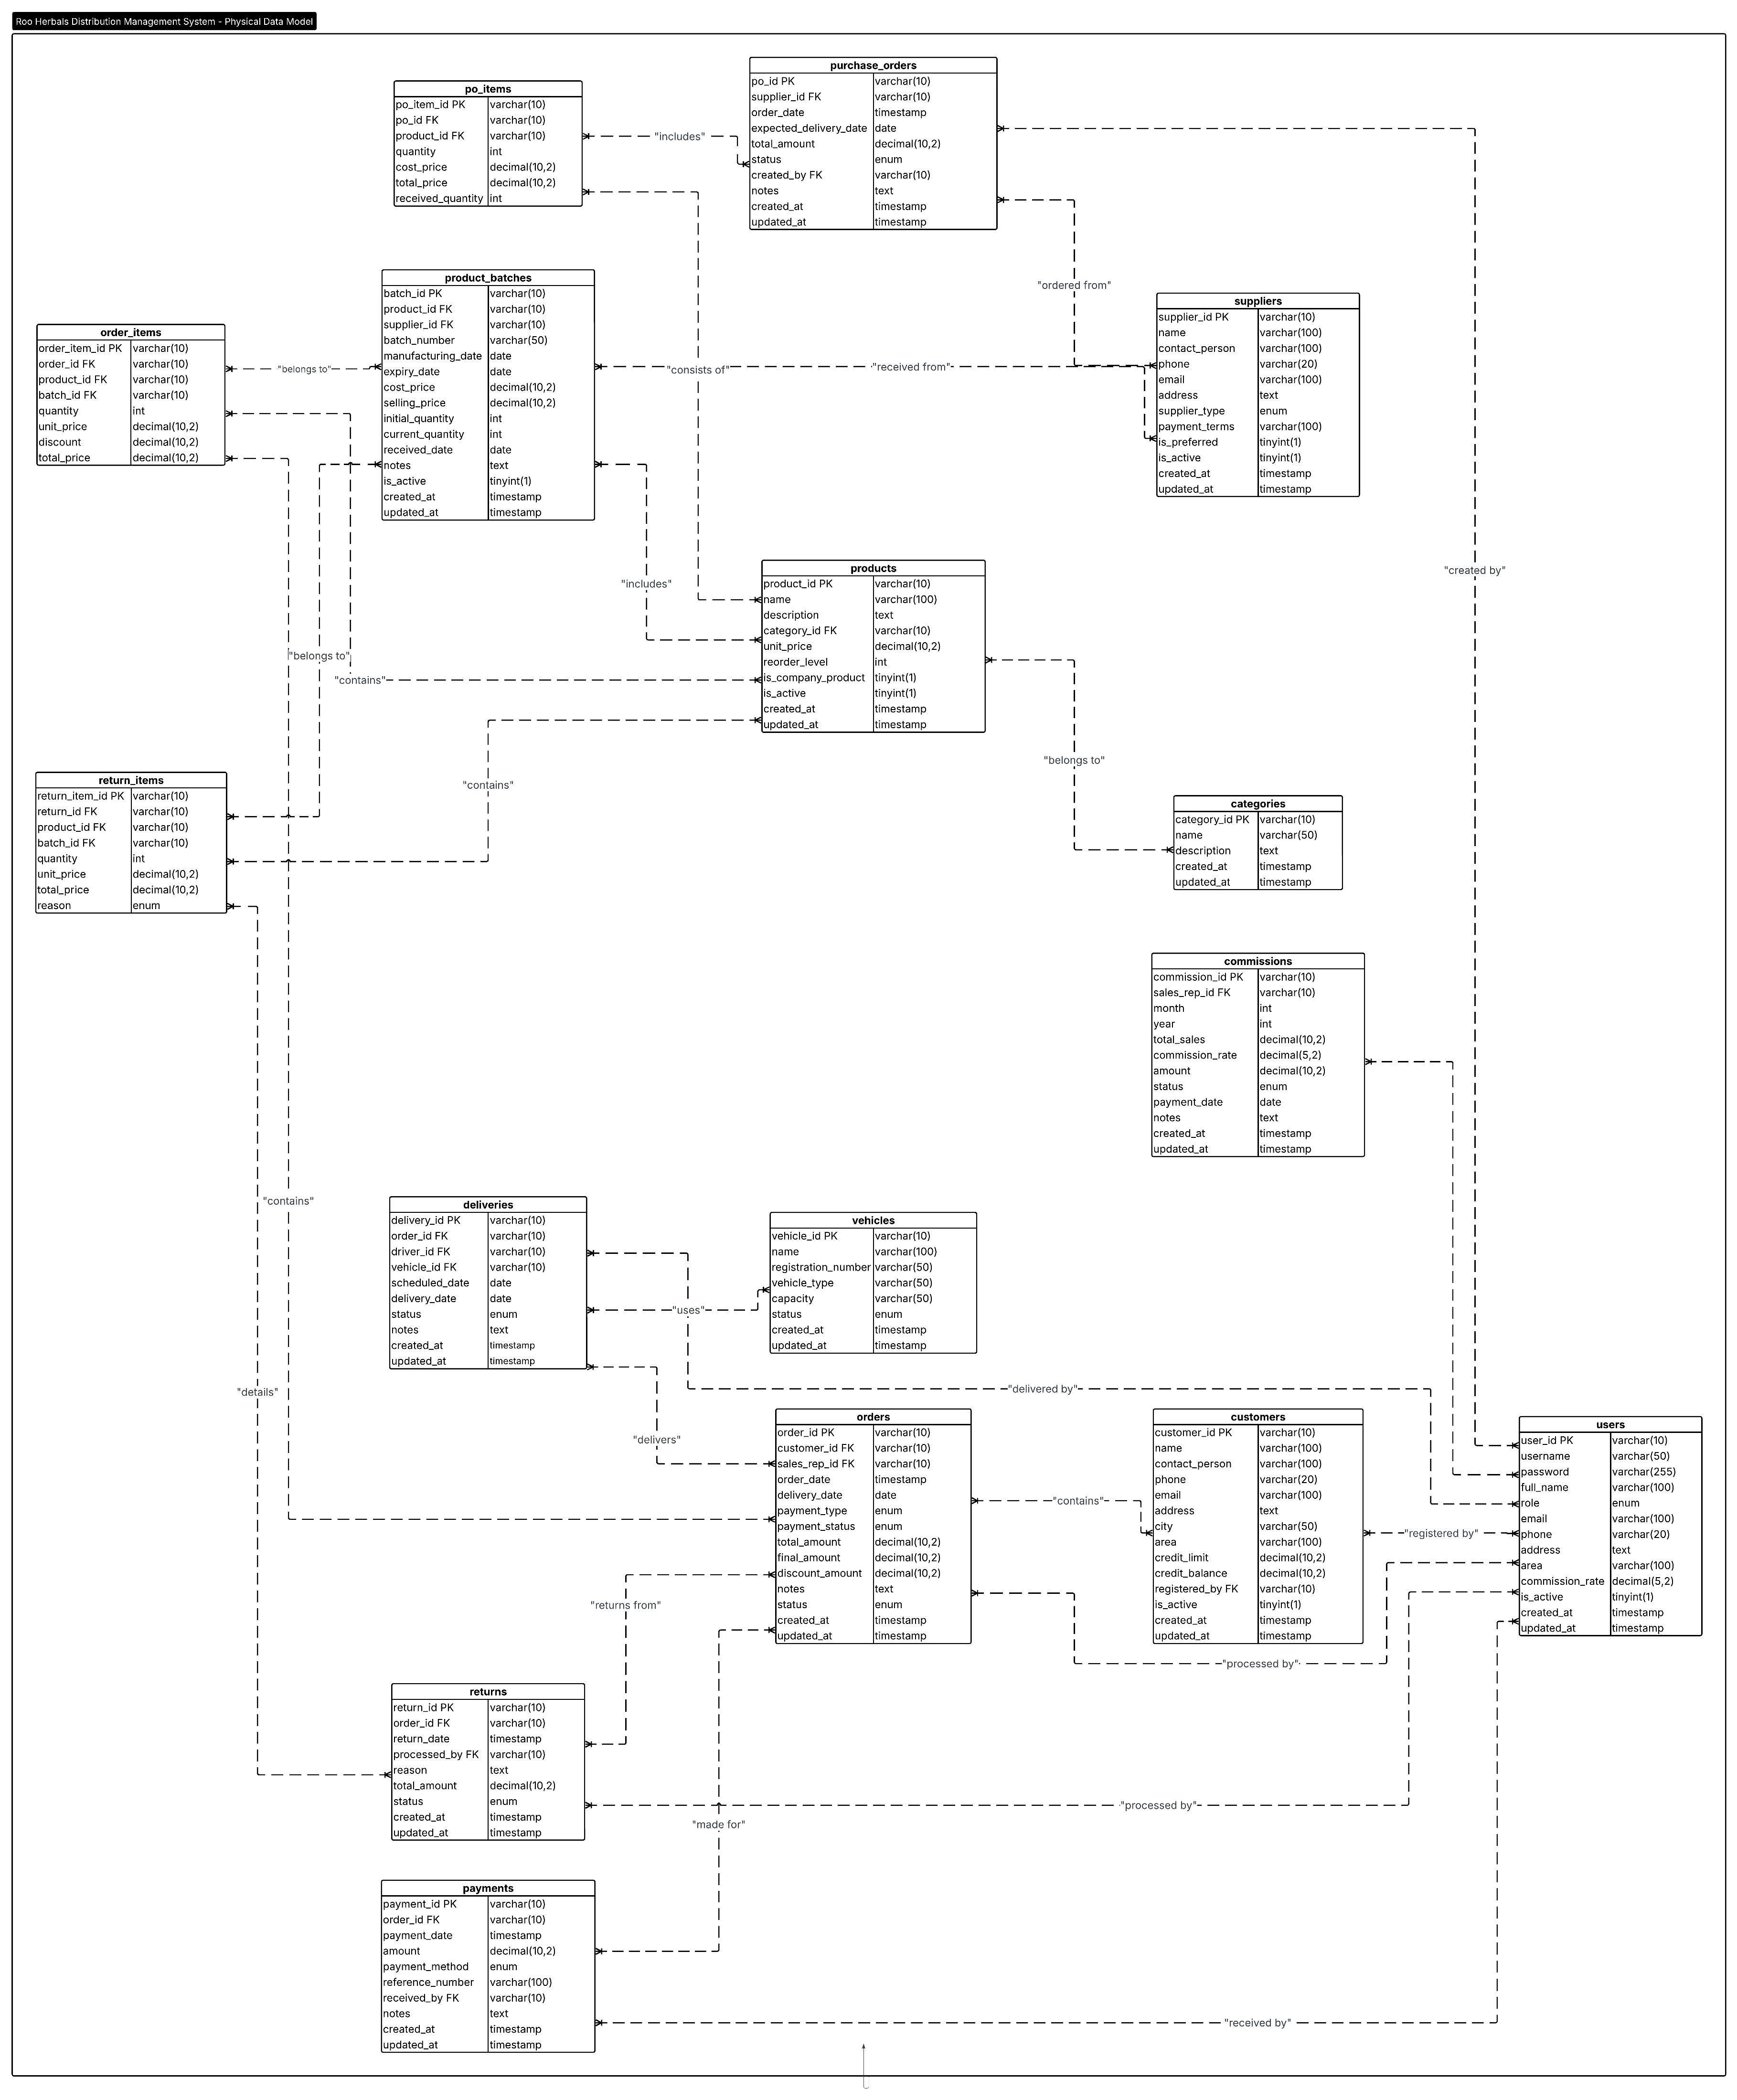 Roo Herbals Distribution Management System - Physical Data Model
purchase_orders
po_id PK varchar(10)
supplier_id FK varchar(10)
order_date timestamp
expected_delivery_date date
total_amount decimal(10,2)
status enum
created_by FK varchar(10)
notes text
created_at timestamp
updated_at timestamp
po_items
po_item_id PK varchar(10)
po_id FK varchar(10)
product_id FK varchar(10)
quantity int
cost_price decimal(10,2)
total_price decimal(10,2)
received_quantity int
"includes"
"ordered from"
product_batches
batch_id PK varchar(10)
product_id FK varchar(10)
supplier_id FK varchar(10)
batch_number varchar(50)
manufacturing_date date
expiry_date date
cost_price decimal(10,2)
selling_price decimal(10,2)
initial_quantity int
current_quantity int
received_date date
notes text
is_active tinyint(1)
created_at timestamp
updated_at timestamp
suppliers
supplier_id PK varchar(10)
name varchar(100)
contact_person varchar(100)
phone varchar(20)
email varchar(100)
address text
supplier_type enum
payment_terms varchar(100)
is_preferred tinyint(1)
is_active tinyint(1)
created_at timestamp
updated_at timestamp
order_items
order_item_id PK varchar(10)
order_id FK varchar(10)
product_id FK varchar(10)
batch_id FK varchar(10)
quantity int
unit_price decimal(10,2)
discount decimal(10,2)
total_price decimal(10,2)
"belongs to"
"consists of"
"received from"
"created by"
"includes"
products
product_id PK varchar(10)
name varchar(100)
description text
category_id FK varchar(10)
unit_price decimal(10,2)
reorder_level int
is_company_product tinyint(1)
is_active tinyint(1)
created_at timestamp
updated_at timestamp
"belongs to"
"contains"
"belongs to"
"contains"
return_items
return_item_id PK varchar(10)
return_id FK varchar(10)
product_id FK varchar(10)
batch_id FK varchar(10)
quantity int
unit_price decimal(10,2)
total_price decimal(10,2)
reason enum
categories
category_id PK varchar(10)
name varchar(50)
description text
created_at timestamp
updated_at timestamp
commissions
commission_id PK varchar(10)
sales_rep_id FK varchar(10)
month int
year int
total_sales decimal(10,2)
commission_rate decimal(5,2)
amount decimal(10,2)
status enum
payment_date date
notes text
created_at timestamp
updated_at timestamp
"contains"
deliveries
delivery_id PK varchar(10)
order_id FK varchar(10)
driver_id FK varchar(10)
vehicle_id FK varchar(10)
scheduled_date date
delivery_date date
status enum
notes text
created_at timestamp
updated_at timestamp
vehicles
vehicle_id PK varchar(10)
name varchar(100)
registration_number varchar(50)
vehicle_type varchar(50)
capacity varchar(50)
status enum
created_at timestamp
updated_at timestamp
"uses"
"details"
"delivered by"
"delivers"
orders
order_id PK varchar(10)
customer_id FK varchar(10)
sales_rep_id FK varchar(10)
order_date timestamp
delivery_date date
payment_type enum
payment_status enum
total_amount decimal(10,2)
final_amount decimal(10,2)
discount_amount decimal(10,2)
notes text
status enum
created_at timestamp
updated_at timestamp
"contains"
customers
customer_id PK varchar(10)
name varchar(100)
contact_person varchar(100)
phone varchar(20)
email varchar(100)
address text
city varchar(50)
area varchar(100)
credit_limit decimal(10,2)
credit_balance decimal(10,2)
registered_by FK varchar(10)
is_active tinyint(1)
created_at timestamp
updated_at timestamp
"registered by"
users
user_id PK varchar(10)
username varchar(50)
password varchar(255)
full_name varchar(100)
role enum
email varchar(100)
phone varchar(20)
address text
area varchar(100)
commission_rate decimal(5,2)
is_active tinyint(1)
created_at timestamp
updated_at timestamp
"returns from"
"processed by"
returns
return_id PK varchar(10)
order_id FK varchar(10)
return_date timestamp
processed_by FK varchar(10)
reason text
total_amount decimal(10,2)
status enum
created_at timestamp
updated_at timestamp
"processed by"
"made for"
payments
payment_id PK varchar(10)
order_id FK varchar(10)
payment_date timestamp
amount decimal(10,2)
payment_method enum
reference_number varchar(100)
received_by FK varchar(10)
notes text
created_at timestamp
updated_at timestamp
"received by"